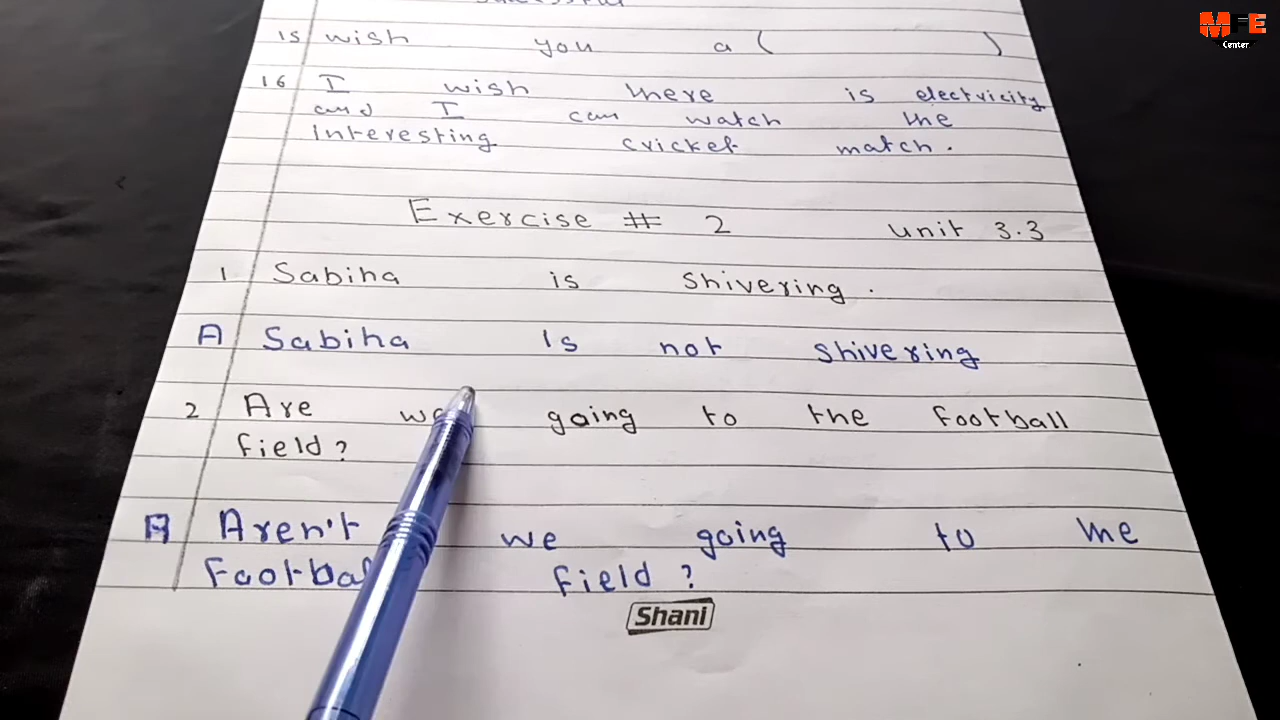 MFE
Center
15 wish you a ( )
16 I wish there is electricity
and I can watch the
Interesting cricket match.
Exercise # 2 unit 3.3
1 Sabiha is shivering.
A Sabiha is not shivering
2 Are we going to the football
field?
A Aren't we going to the
Football field?
Shani